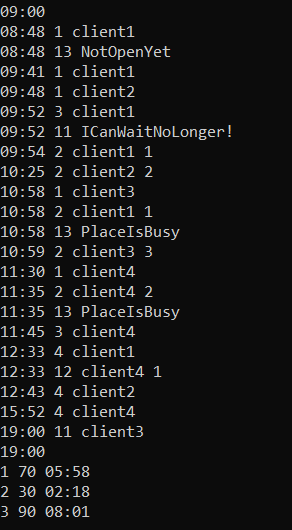 09:00
08:48 1 client1
08:48 13 NotOpenYet
09:41 1 client1
09:48 1 client2
09:52 3 client1
09:52 11 ICanWaitNoLonger!
09:54 2 client1 1
10:25 2 client2 2
10:58 1 client3
10:58 2 client1 1
10:58 13 PlaceIsBusy
10:59 2 client3 3
11:30 1 client4
11:35 2 client4 2
11:35 13 PlaceIsBusy
11:45 3 client4
12:33 4 client1
12:33 12 client4 1
12:43 4 client2
15:52 4 client4
19:00 11 client3
19:00
1 70 05:58
2 30 02:18
3 90 08:01